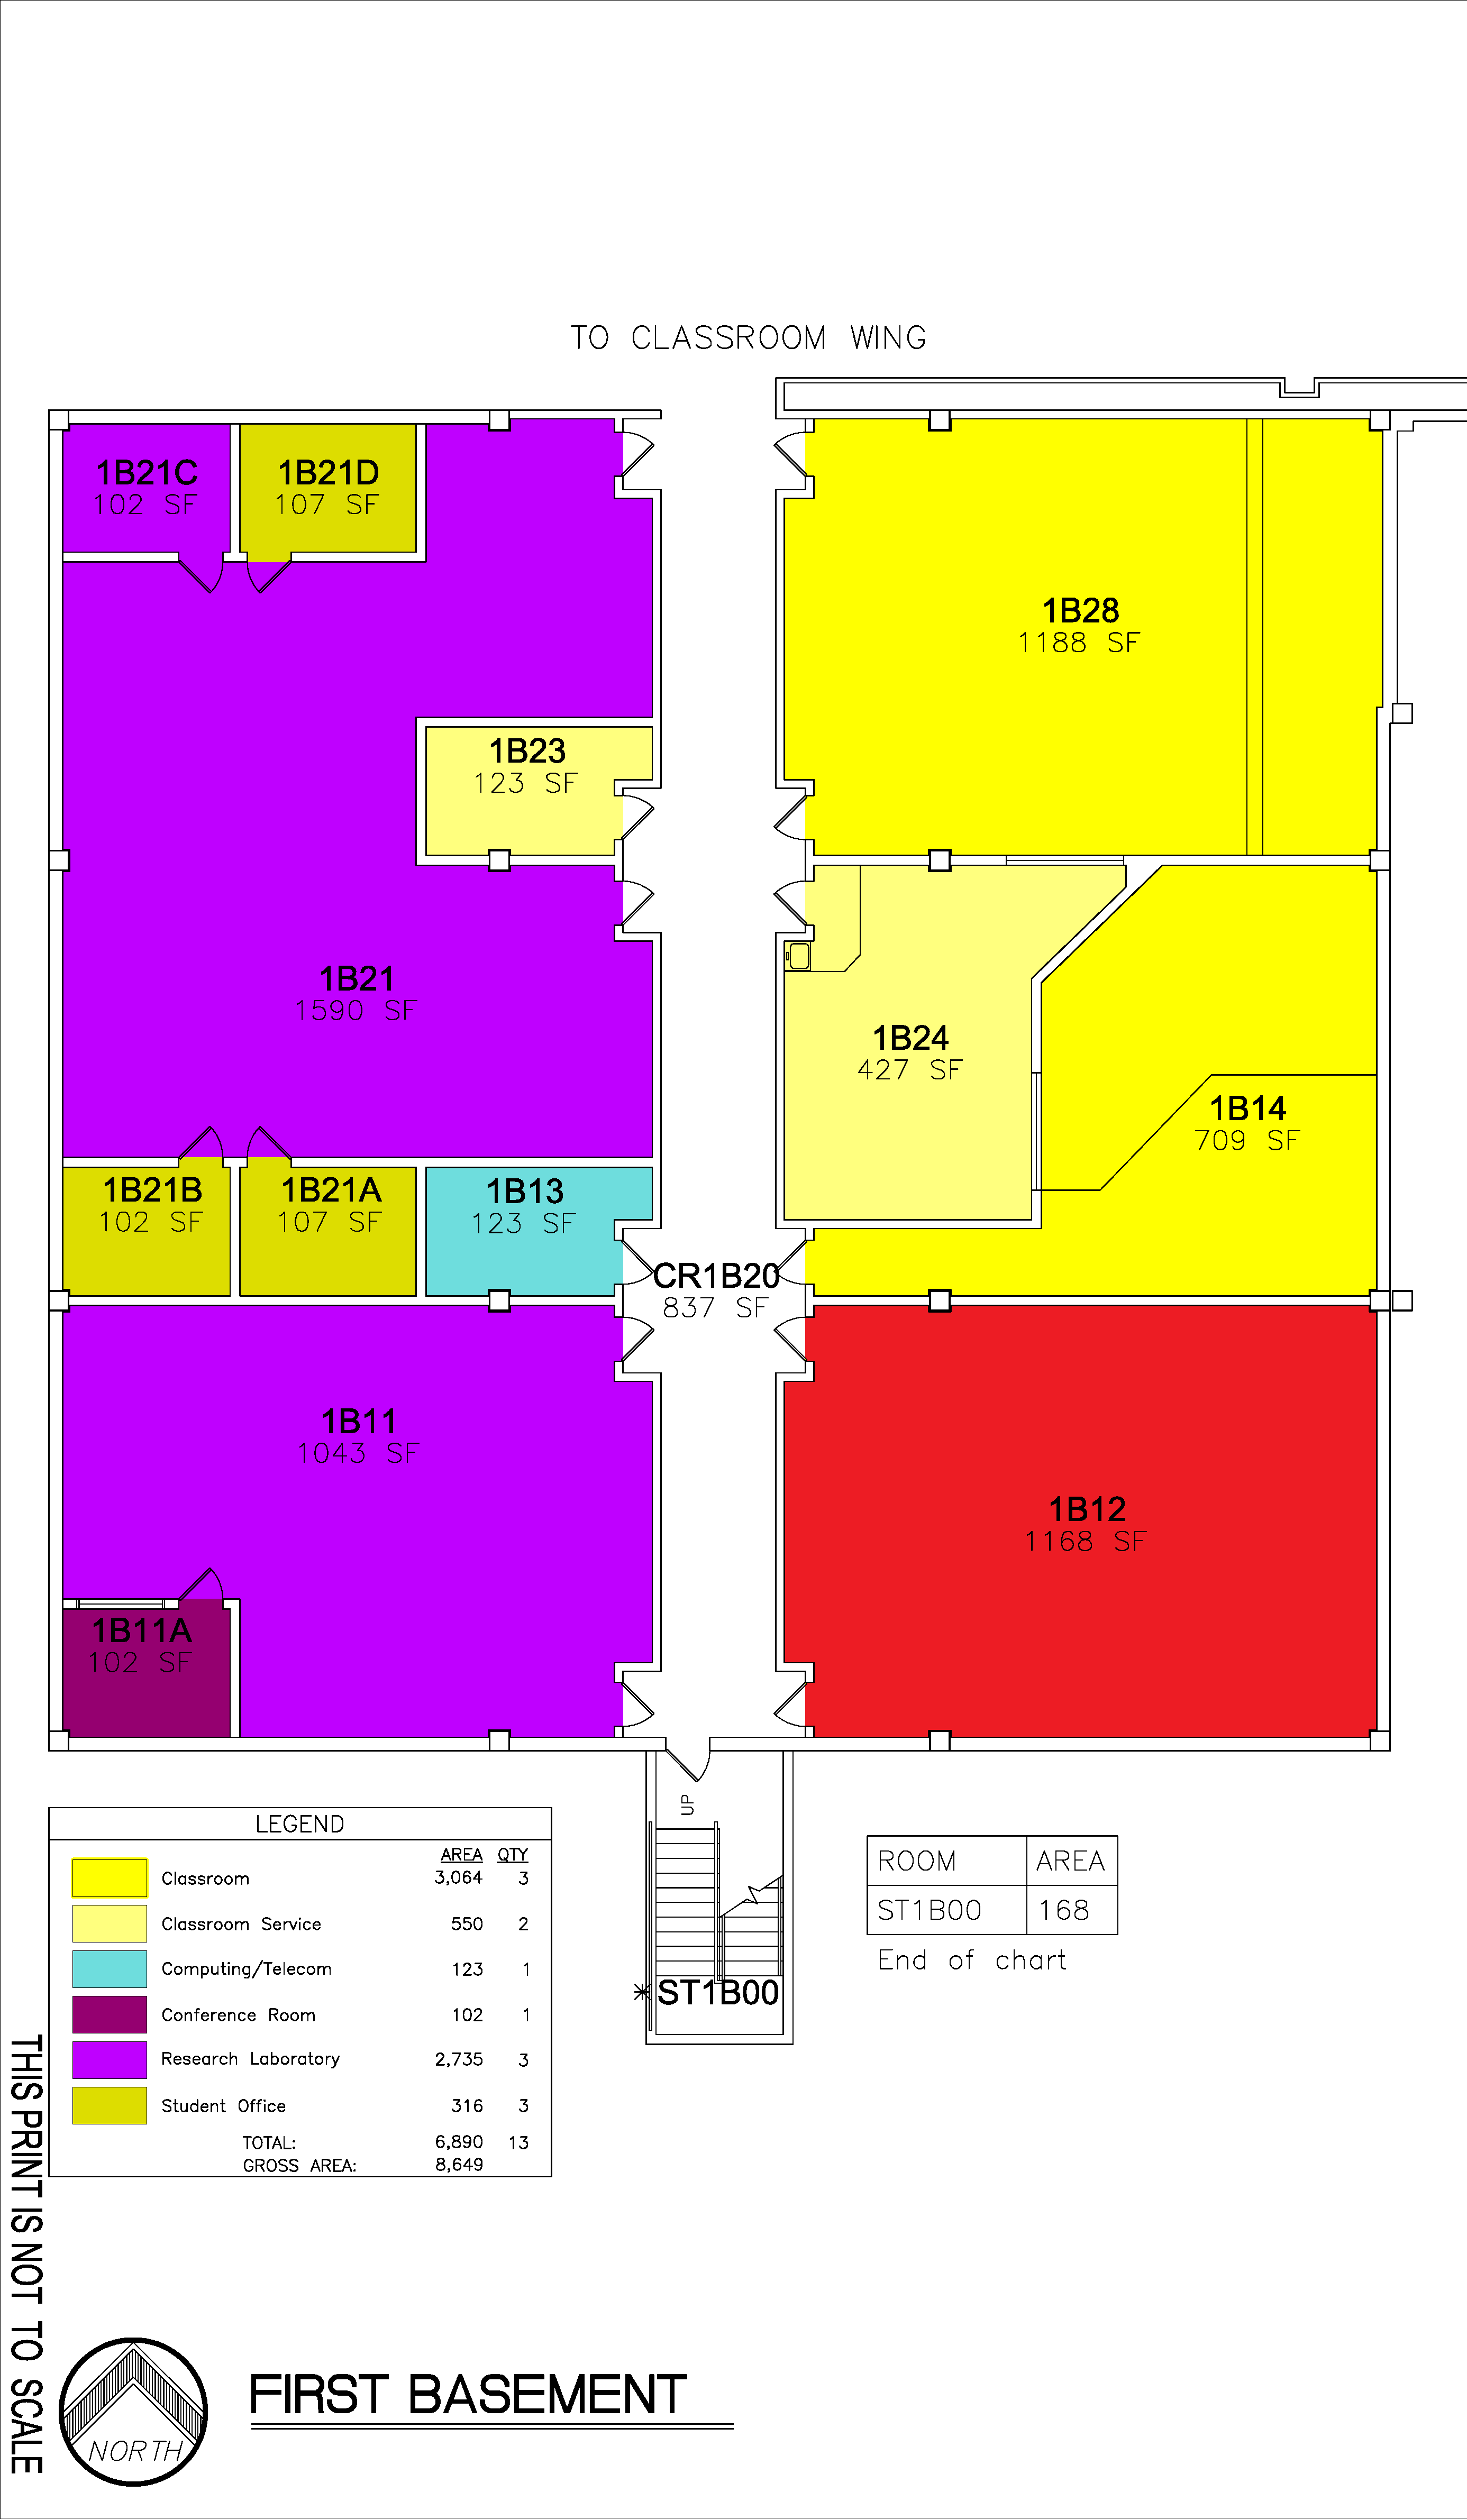 TO CLASSROOM WING
1B21C
102 SF
1B21D
107 SF
1B28
1188 SF
1B23
123 SF
1B21
1590 SF
1B24
427 SF
1B14
709 SF
1B21B
102 SF
1B21A
107 SF
1B13
123 SF
CR1B20
837 SF
1B11
1043 SF
1B12
1168 SF
1B11A
102 SF
UP
*ST1B00
LEGEND
AREA QTY
Classroom 3,064 3
Classroom Service 550 2
Computing/Telecom 123 1
Conference Room 102 1
Research Laboratory 2,735 3
Student Office 316 3
TOTAL: 6,890 13
GROSS AREA: 8,649
ROOM AREA
ST1B00 168
End of chart
THIS PRINT IS NOT TO SCALE
NORTH
FIRST BASEMENT